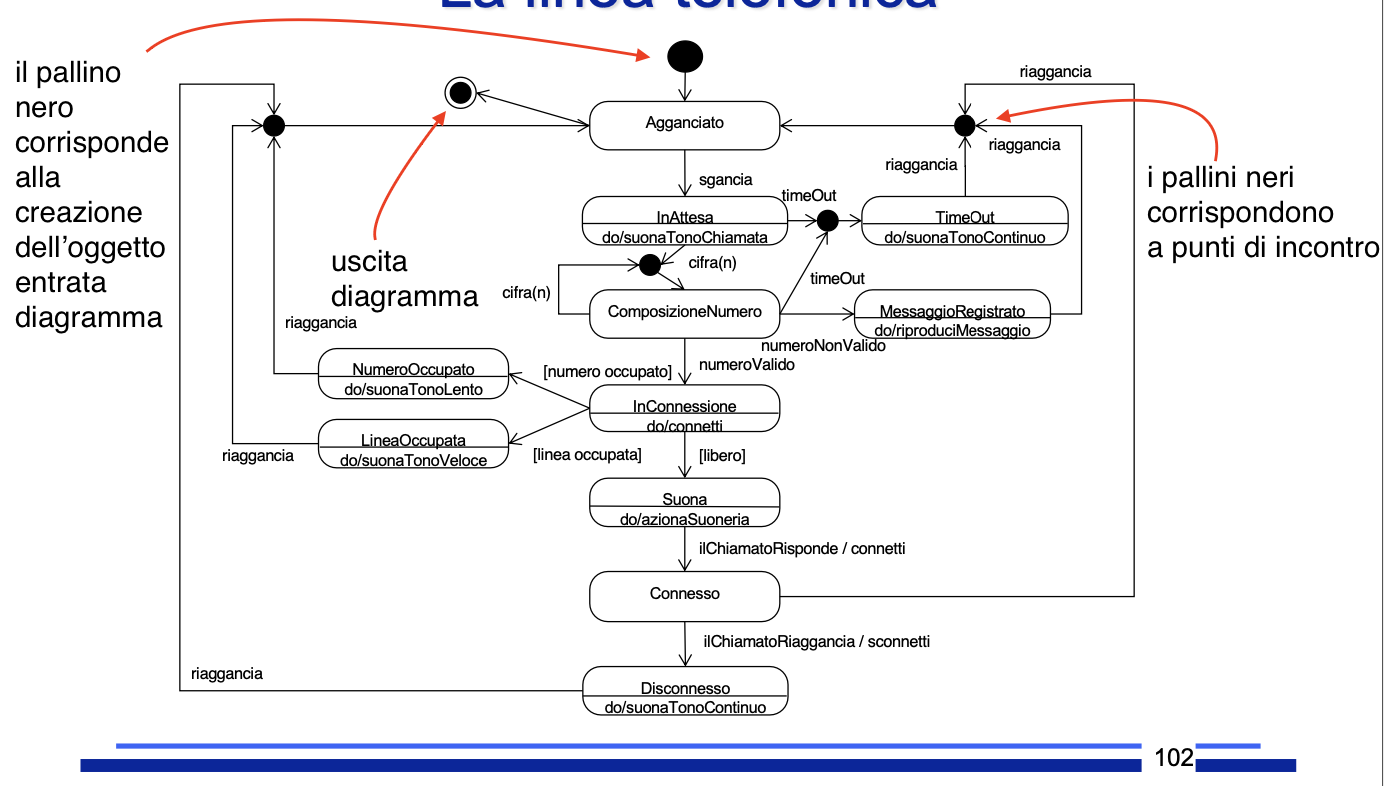 La linea telefonica
il pallino
nero
corrisponde
alla
creazione
dell'oggetto
entrata
diagramma
uscita
diagramma
i pallini neri
corrispondono
a punti di incontro
riaggancia
Agganciato
riaggancia
riaggancia
sgancia
timeOut
InAttesa
do/suonaTonoChiamata
TimeOut
do/suonaTonoContinuo
cifra(n)
cifra(n)
timeOut
ComposizioneNumero
MessaggioRegistrato
do/riproduciMessaggio
numeroNonValido
riaggancia
numeroValido
NumeroOccupato
do/suonaTonoLento
[numero occupato]
InConnessione
do/connetti
LineaOccupata
do/suonaTonoVeloce
riaggancia
[linea occupata]
[libero]
Suona
do/azionaSuoneria
ilChiamatoRisponde / connetti
Connesso
ilChiamatoRiaggancia / sconnetti
riaggancia
Disconnesso
do/suonaTonoContinuo
102